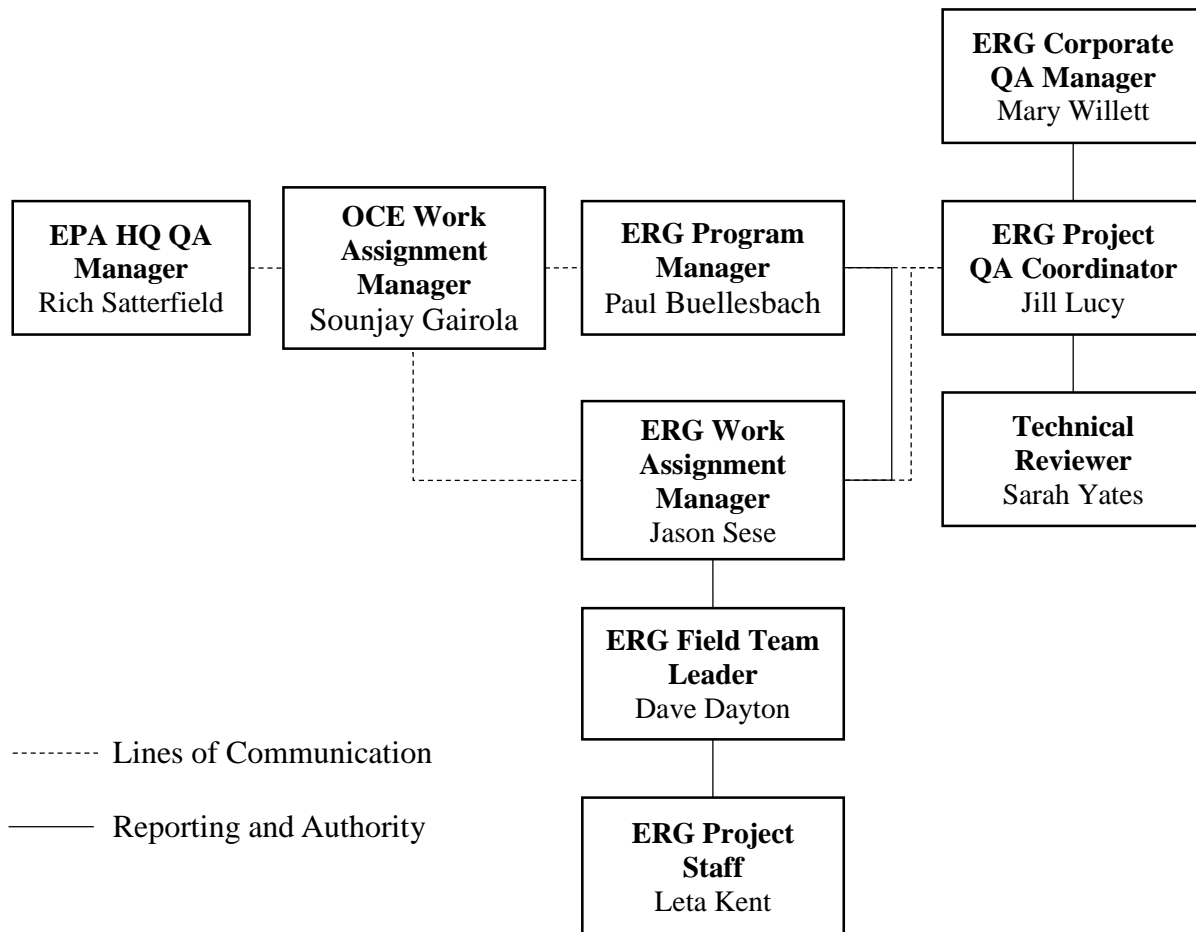 ERG Corporate
QA Manager
Mary Willett
EPA HQ QA
Manager
Rich Satterfield
OCE Work
Assignment
Manager
Sounjay Gairola
ERG Program
Manager
Paul Buellesbach
ERG Project
QA Coordinator
Jill Lucy
ERG Work
Assignment
Manager
Jason Sese
Technical
Reviewer
Sarah Yates
ERG Field Team
Leader
Dave Dayton
Lines of Communication
Reporting and Authority
ERG Project
Staff
Leta Kent